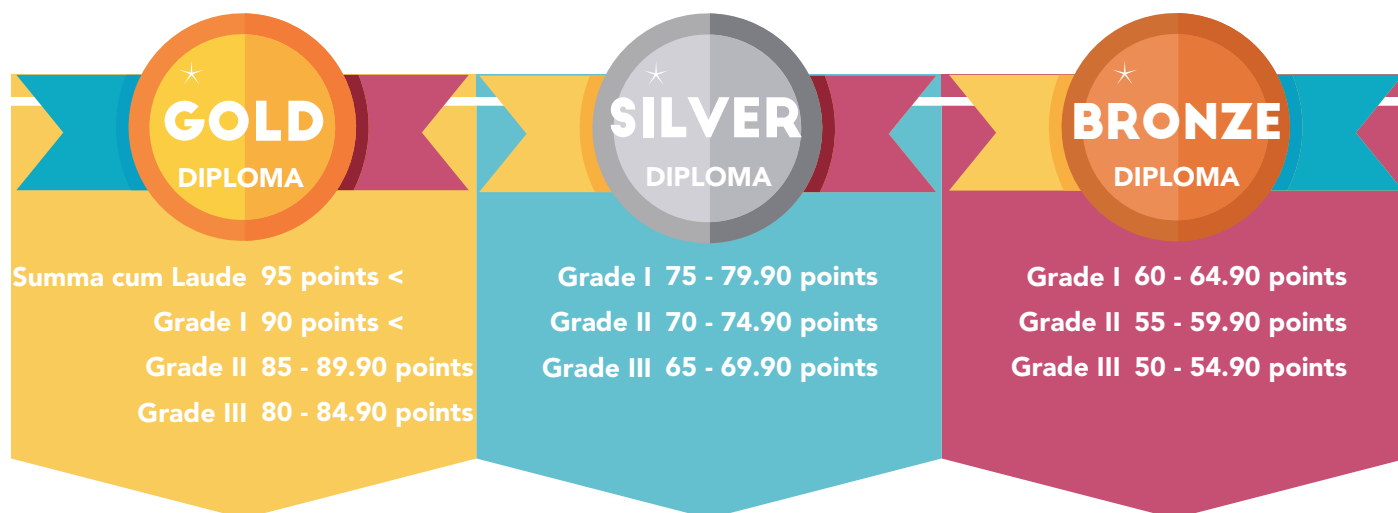 GOLD
DIPLOMA
Summa cum Laude 95 points <
Grade I 90 points <
Grade II 85 - 89.90 points
Grade III 80 - 84.90 points
SILVER
DIPLOMA
Grade I 75 - 79.90 points
Grade II 70 - 74.90 points
Grade III 65 - 69.90 points
BRONZE
DIPLOMA
Grade I 60 - 64.90 points
Grade II 55 - 59.90 points
Grade III 50 - 54.90 points